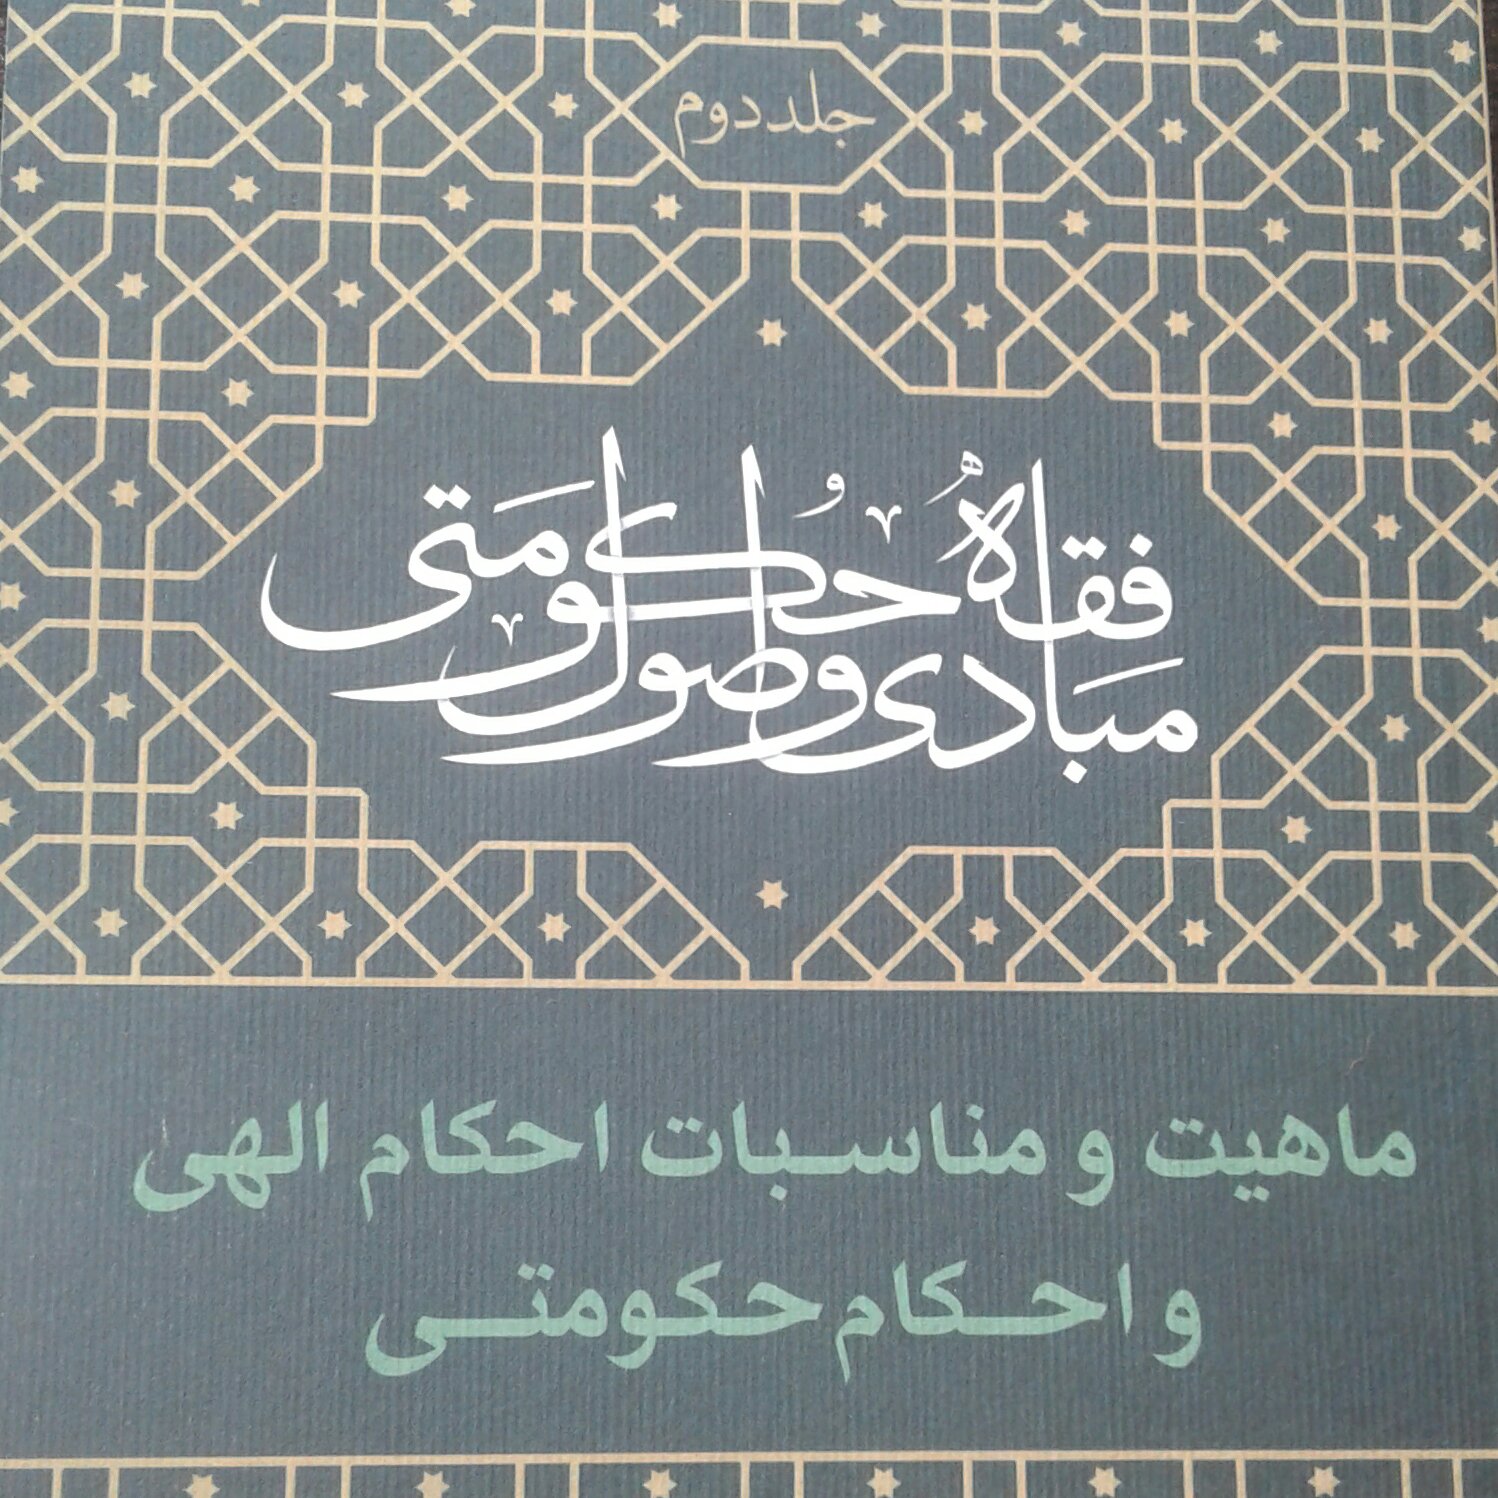 جلد دوم
مبادی و اصول
فقه حکومتی
ماهیت و مناسبات احکام الهی
و احکام حکومتی